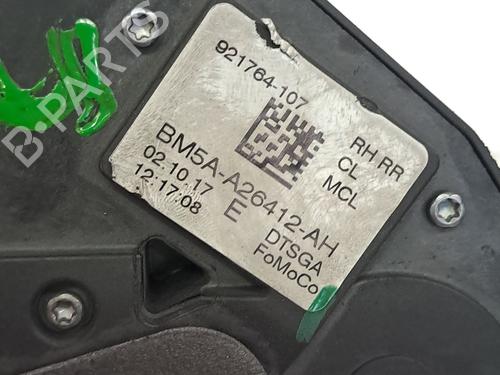 921764-107
RH RR
CL
MCL
BM5A-A26412-AH
02.10.17
E
DTSGA
12:17:08
FoMoCo
B-PARTS